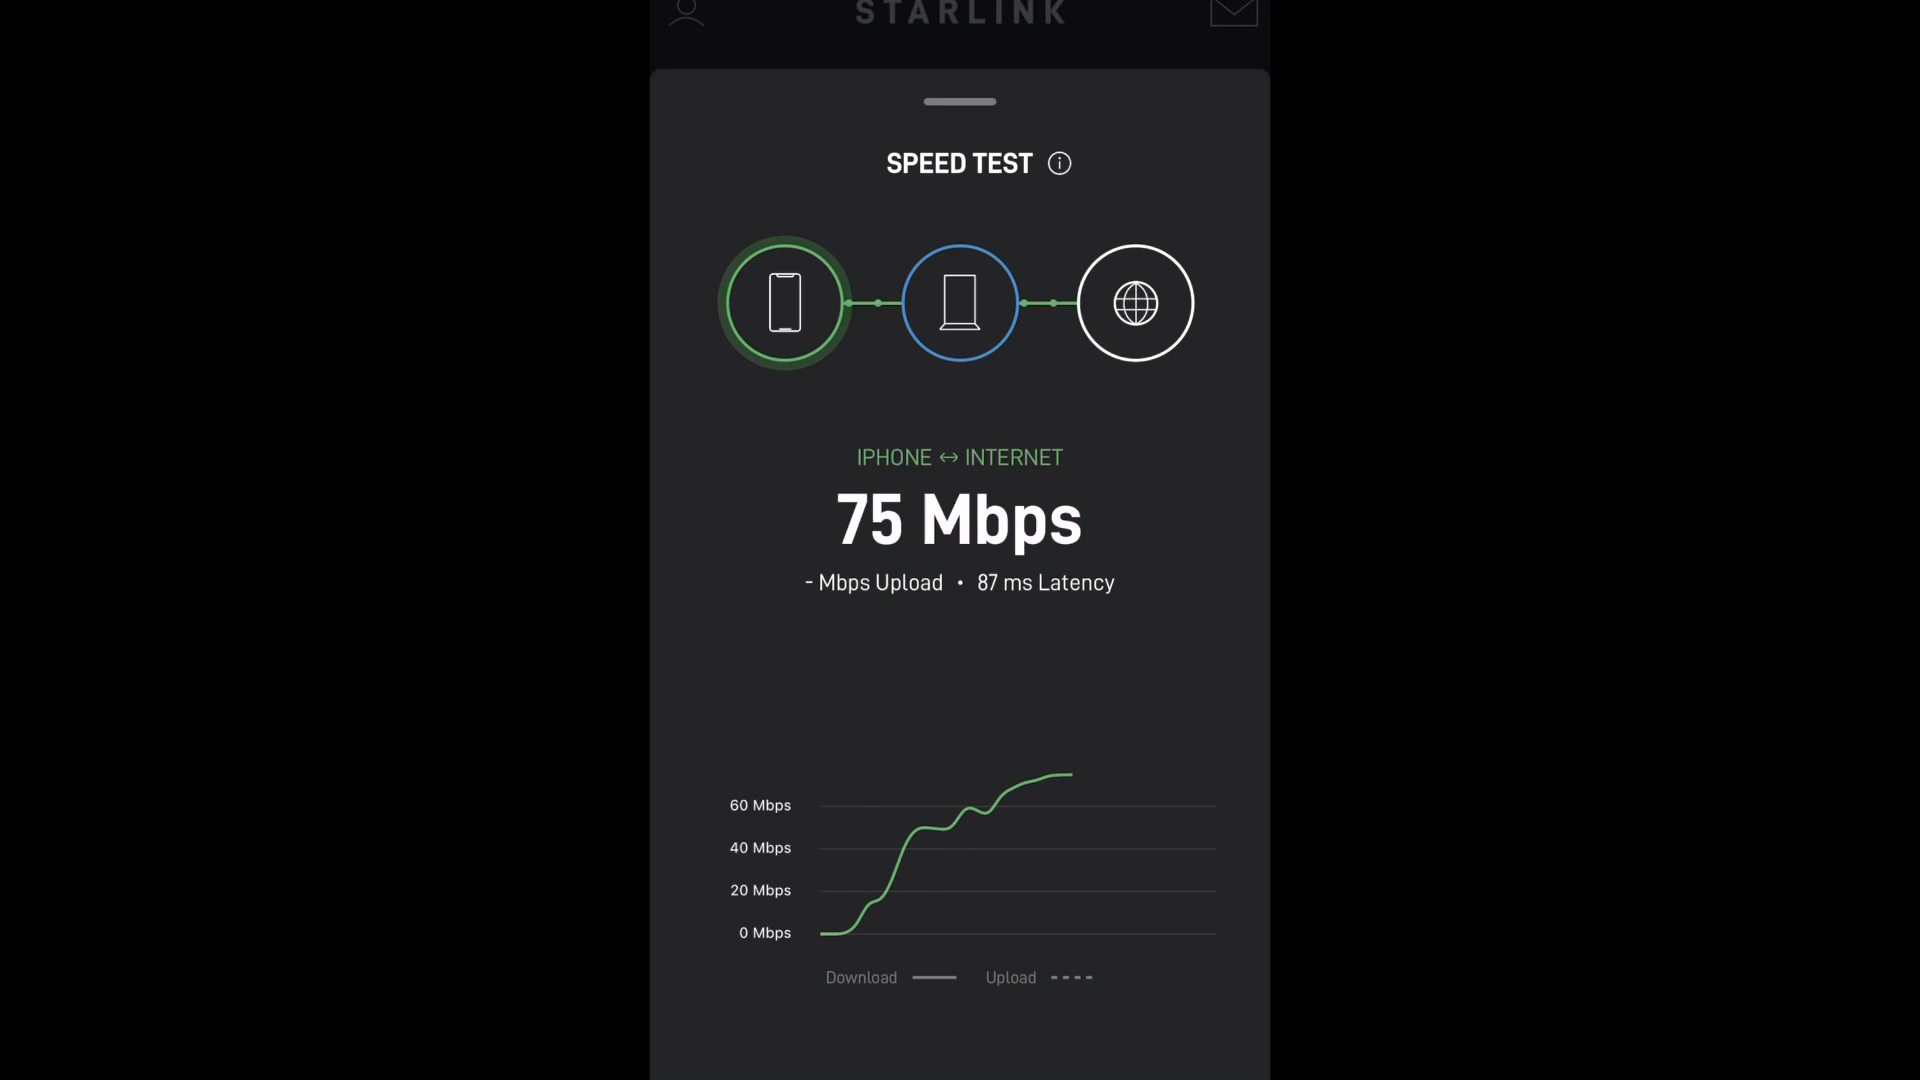 STARLINK
SPEED TEST
IPHONE ↔ INTERNET
75 Mbps
- Mbps Upload • 87 ms Latency
60 Mbps
40 Mbps
20 Mbps
0 Mbps
Download Upload